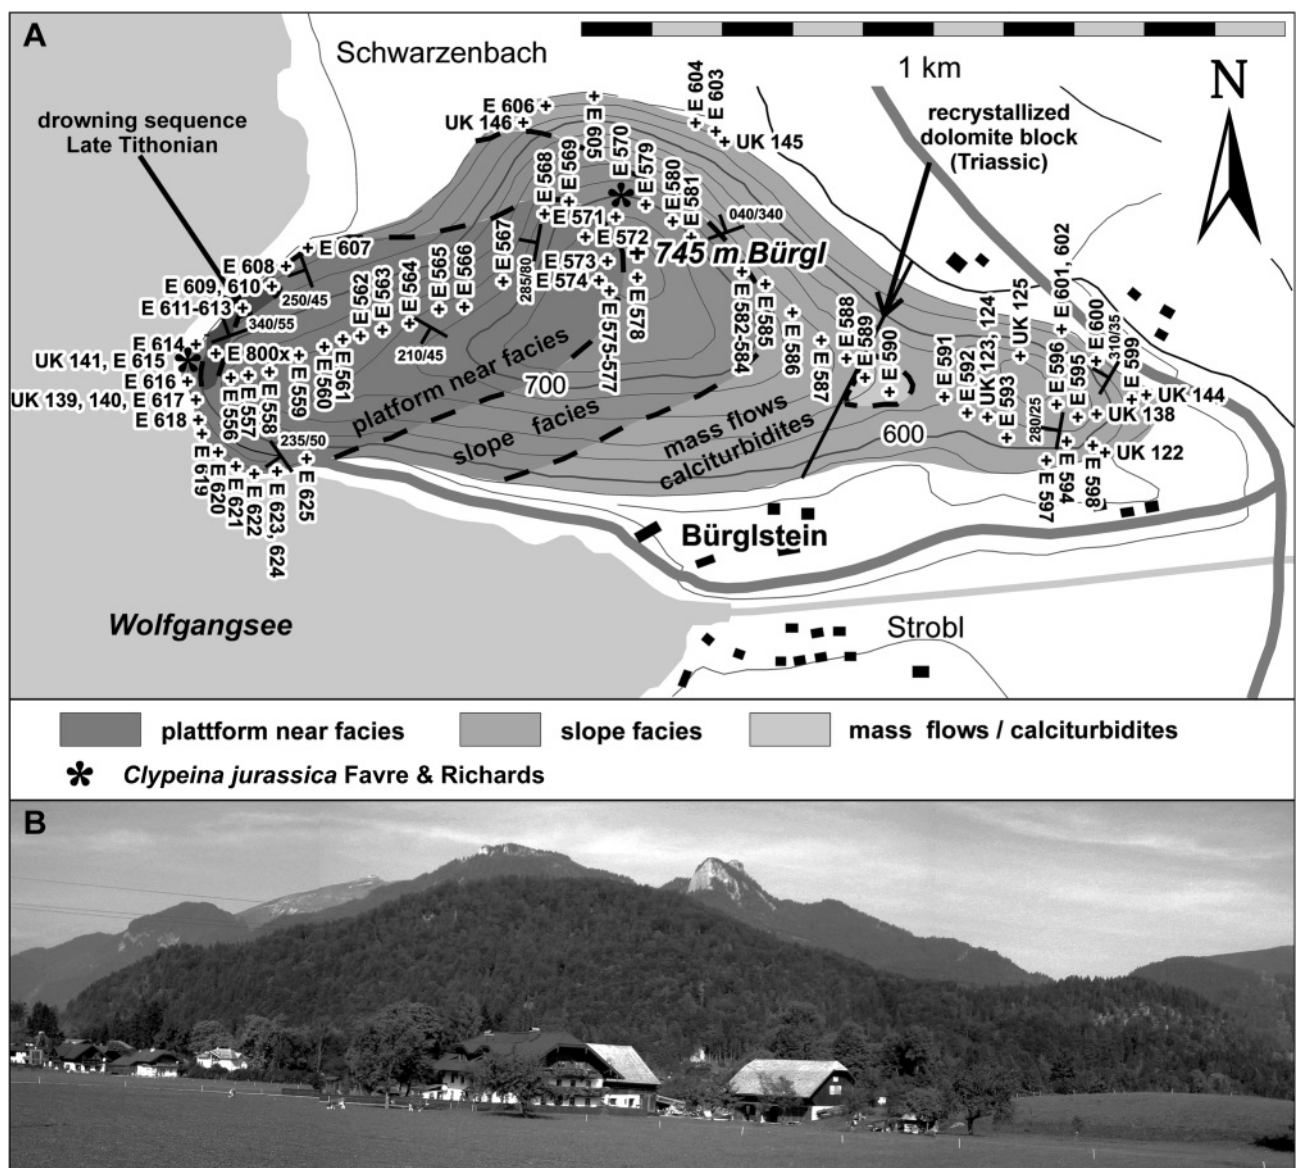 A
Schwarzenbach
1 km
N
drowning sequence
Late Tithonian
recrystallized
dolomite block
(Triassic)
E 604
E 603
E 606
UK 146
E 605
UK 145
E 568
E 569
E 570
E 579
E 580
E 581
E 571
040/340
E 607
E 567
E 572
745 m Bürgl
E 608
E 573
E 609, 610
250/45
E 562
E 563
E 564
E 565
E 566
285/80
E 574
E 611-613
340/55
E 578
E 582-584
E 585
E 588
E 589
E 590
UK 123, 124
UK 125
E 601, 602
E 600
310/35
E 614
UK 141, E 615
E 800x
210/45
E 575-577
E 586
E 587
E 591
E 592
E 593
E 596
E 595
E 599
E 616
UK 139, 140, E 617
E 618
E 556
E 557
E 558
E 559
E 560
E 561
platform near facies
700
slope facies
mass flows
calciturbidites
600
UK 144
UK 138
280/25
235/50
UK 122
E 619
E 620
E 621
E 622
E 623, 624
E 625
E 597
E 594
E 598
Bürglstein
Wolfgangsee
Strobl
plattform near facies
slope facies
mass flows / calciturbidites
Clypeina jurassica Favre & Richards
B